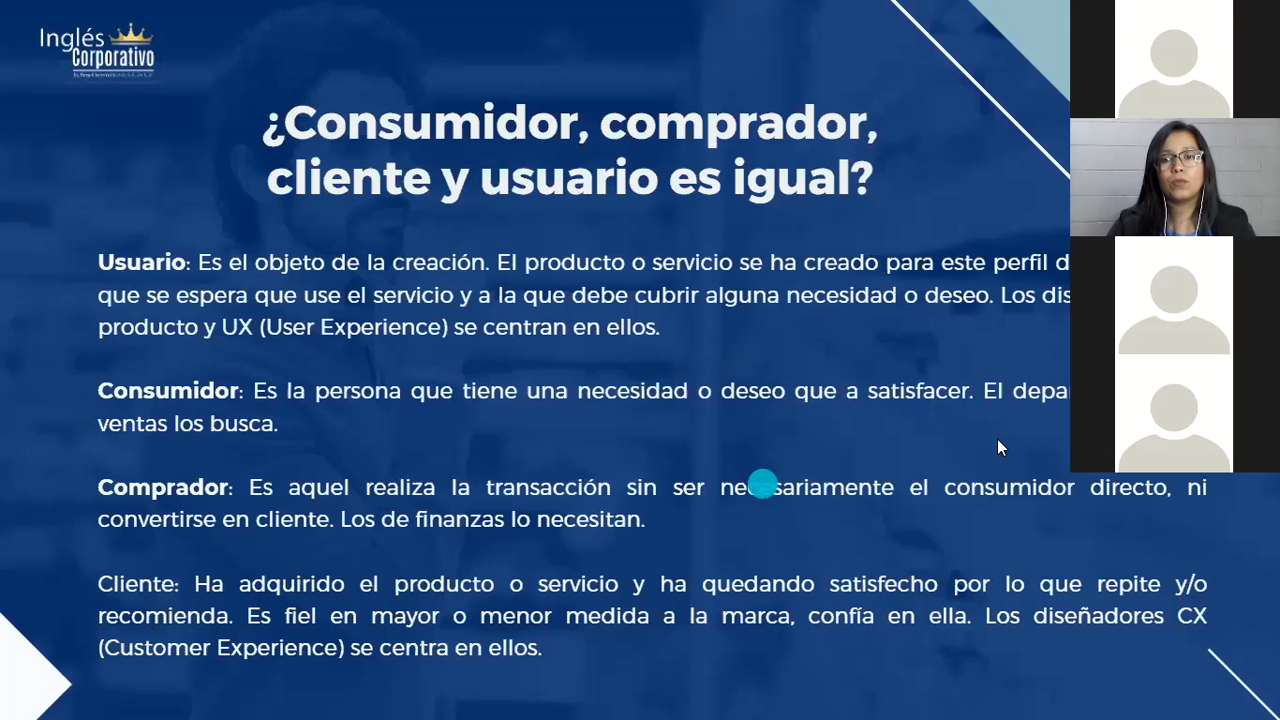 Inglés
Corporativo
¿Consumidor, comprador,
cliente y usuario es igual?
Usuario: Es el objeto de la creación. El producto o servicio se ha creado para este perfil
que se espera que use el servicio y a la que debe cubrir alguna necesidad o deseo. Los
producto y UX (User Experience) se centran en ellos.
Consumidor: Es la persona que tiene una necesidad o deseo que a satisfacer. El
ventas los busca.
Comprador: Es aquel realiza la transacción sin ser necesariamente el consumidor directo, ni
convertirse en cliente. Los de finanzas lo necesitan.
Cliente: Ha adquirido el producto o servicio y ha quedando satisfecho por lo que repite y/o
recomienda. Es fiel en mayor o menor medida a la marca, confía en ella. Los diseñadores CX
(Customer Experience) se centra en ellos.